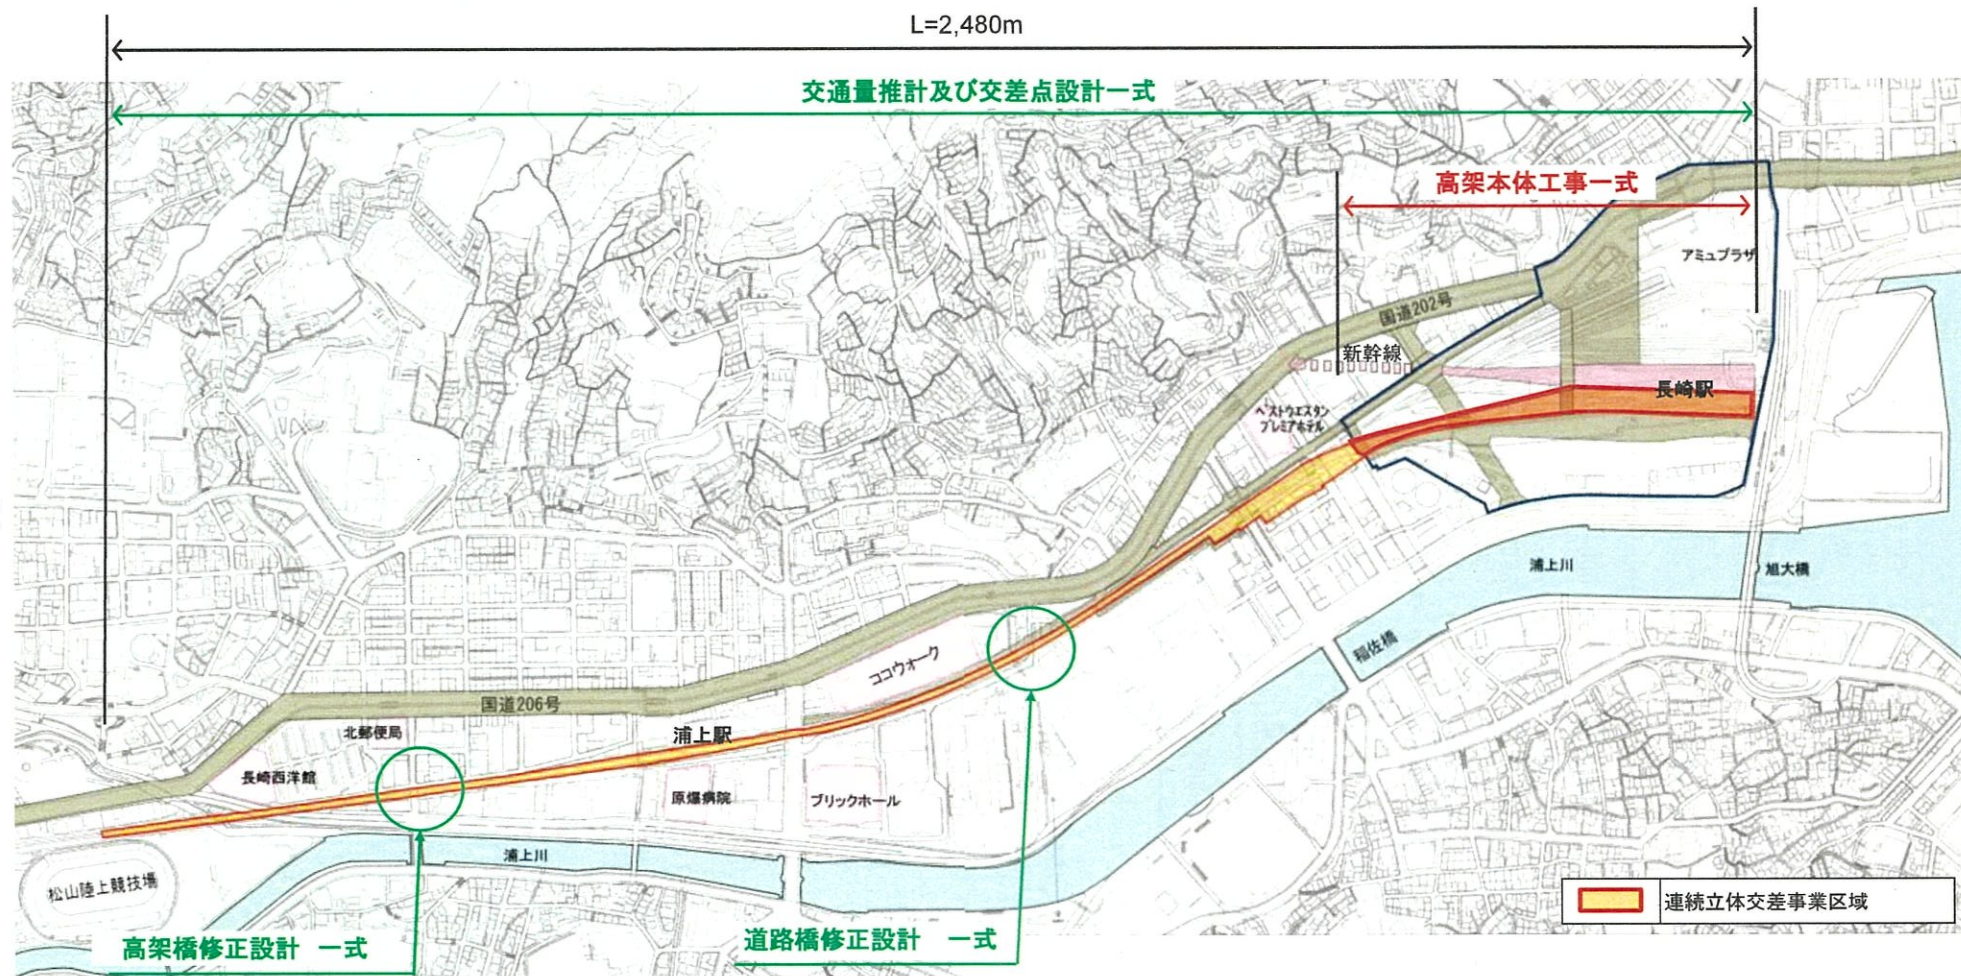 L=2,480m
交通量推計及び交差点設計一式
高架本体工事一式
アミュプラザ
国道202号
新幹線
長崎駅
ベストウエスタン
プレミアホテル
浦上川
旭大橋
稲佐橋
ココウォーク
国道206号
北郵便局
浦上駅
長崎西洋館
原爆病院
ブリックホール
浦上川
松山陸上競技場
連続立体交差事業区域
高架橋修正設計　一式
道路橋修正設計　一式